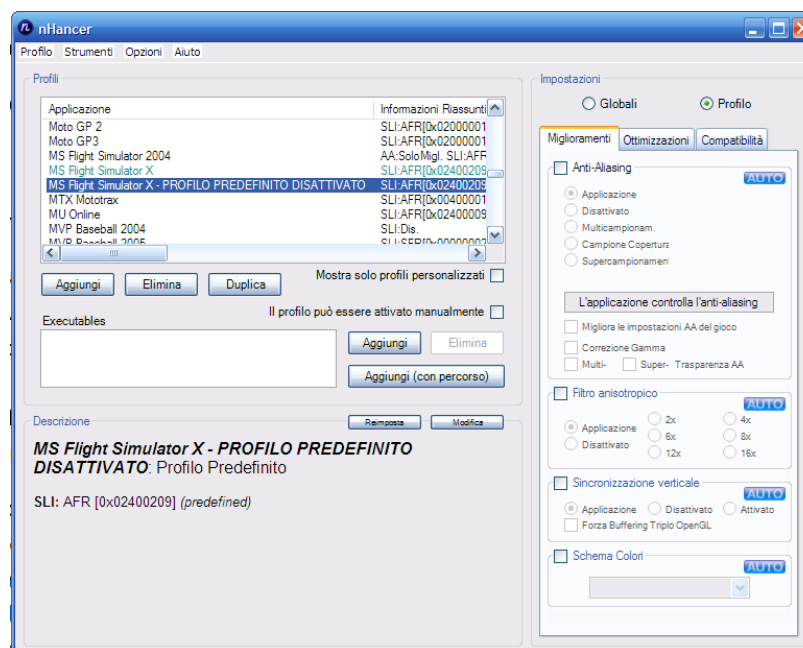 nHancer
Profilo Strumenti Opzioni Aiuto
Profili
Applicazione Informazioni Riassunti
Moto GP 2 SLI:AFR[0x02000001
Moto GP3 SLI:AFR[0x02000001
MS Flight Simulator 2004 AA:SoloMigl. SLI:AFR
MS Flight Simulator X SLI:AFR[0x02400209
MS Flight Simulator X - PROFILO PREDEFINITO DISATTIVATO SLI:AFR[0x02400209
MTX Mototrax SLI:AFR[0x00400001
MU Online SLI:AFR[0x02400009
MVP Baseball 2004 SLI:Dis.
MVP Baseball 2005 SLI:SFR[0x00000002
Aggiungi Elimina Duplica
Mostra solo profili personalizzati
Il profilo può essere attivato manualmente
Executables
Aggiungi Elimina
Aggiungi (con percorso)
Descrizione
Reimposta Modifica
MS Flight Simulator X - PROFILO PREDEFINITO
DISATTIVATO: Profilo Predefinito
SLI: AFR [0x02400209] (predefined)
Impostazioni
Globali Profilo
Miglioramenti Ottimizzazioni Compatibilità
Anti-Aliasing
AUTO
Applicazione
Disattivato
Multicampionam.
Campione Copertura
Supercampionamen
L'applicazione controlla l'anti-aliasing
Migliora le impostazioni AA del gioco
Correzione Gamma
Multi- Super- Trasparenza AA
Filtro anisotropico
AUTO
Applicazione 2x 4x
Disattivato 6x 8x
12x 16x
Sincronizzazione verticale
AUTO
Applicazione Disattivato Attivato
Forza Buffering Triplo OpenGL
Schema Colori
AUTO